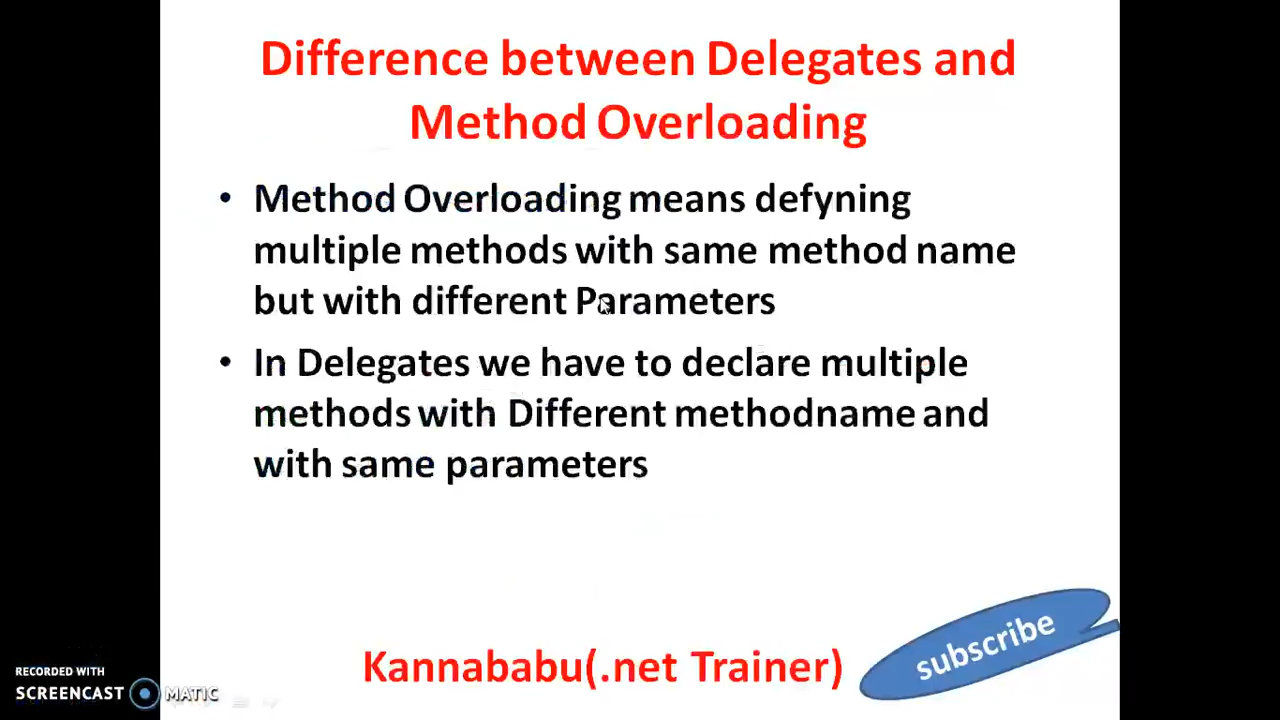 Difference between Delegates and
Method Overloading
• Method Overloading means defyning
multiple methods with same method name
but with different Parameters
• In Delegates we have to declare multiple
methods with Different methodname and
with same parameters
Kannababu(.net Trainer)
subscribe
RECORDED WITH
SCREENCAST MATIC